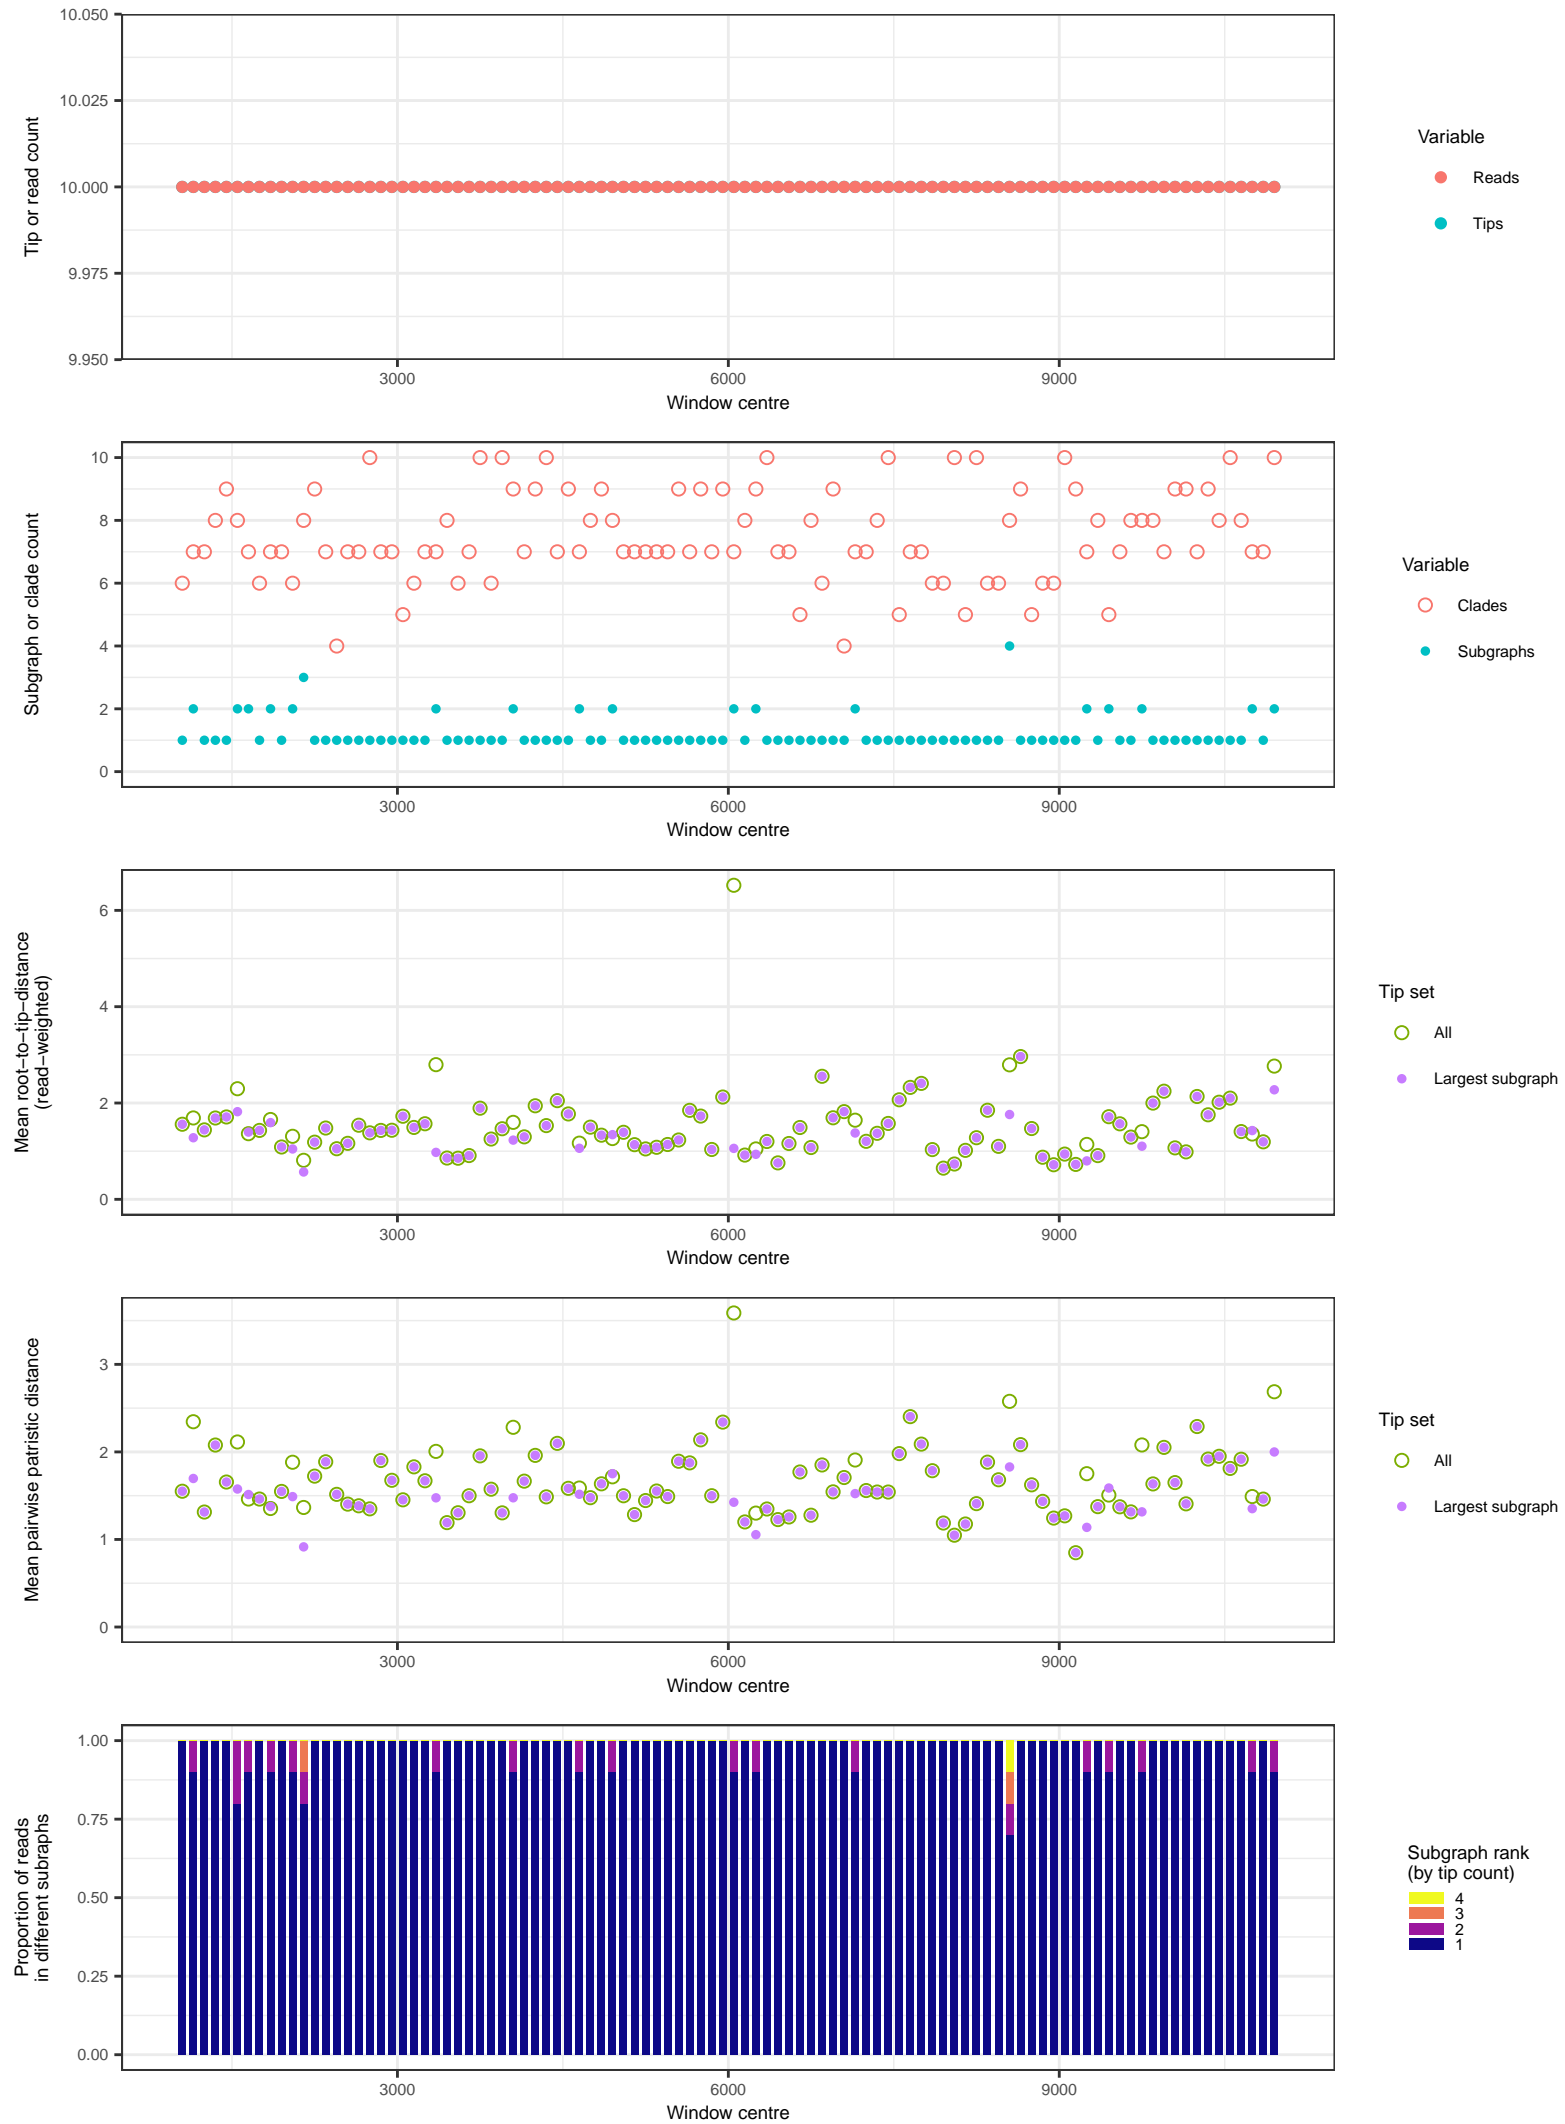 10.050
10.025
10.000
9.975
9.950
Tip or read count
3000 6000 9000
Window centre
Variable
Reads
Tips
10
8
6
4
2
0
Subgraph or clade count
3000 6000 9000
Window centre
Variable
Clades
Subgraphs
6
4
2
0
Mean root−to−tip−distance
(read−weighted)
3000 6000 9000
Window centre
Tip set
All
Largest subgraph
3
2
1
0
Mean pairwise patristic distance
3000 6000 9000
Window centre
Tip set
All
Largest subgraph
1.00
0.75
0.50
0.25
0.00
Proportion of reads
in different subraphs
3000 6000 9000
Window centre
Subgraph rank
(by tip count)
4
3
2
1